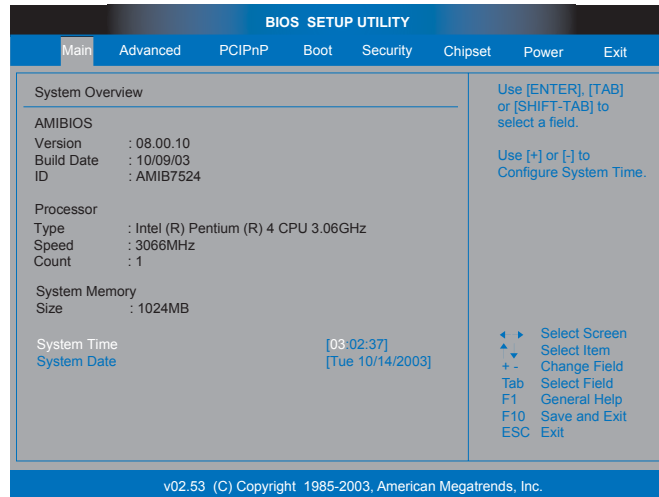 BIOS SETUP UTILITY
Main Advanced PCIPnP Boot Security Chipset Power Exit
System Overview
AMIBIOS
Version : 08.00.10
Build Date : 10/09/03
ID : AMIB7524
Processor
Type : Intel (R) Pentium (R) 4 CPU 3.06GHz
Speed : 3066MHz
Count : 1
System Memory
Size : 1024MB
System Time [03:02:37]
System Date [Tue 10/14/2003]
Use [ENTER], [TAB]
or [SHIFT-TAB] to
select a field.
Use [+] or [-] to
Configure System Time.
Select Screen
Select Item
+ - Change Field
Tab Select Field
F1 General Help
F10 Save and Exit
ESC Exit
v02.53 (C) Copyright 1985-2003, American Megatrends, Inc.